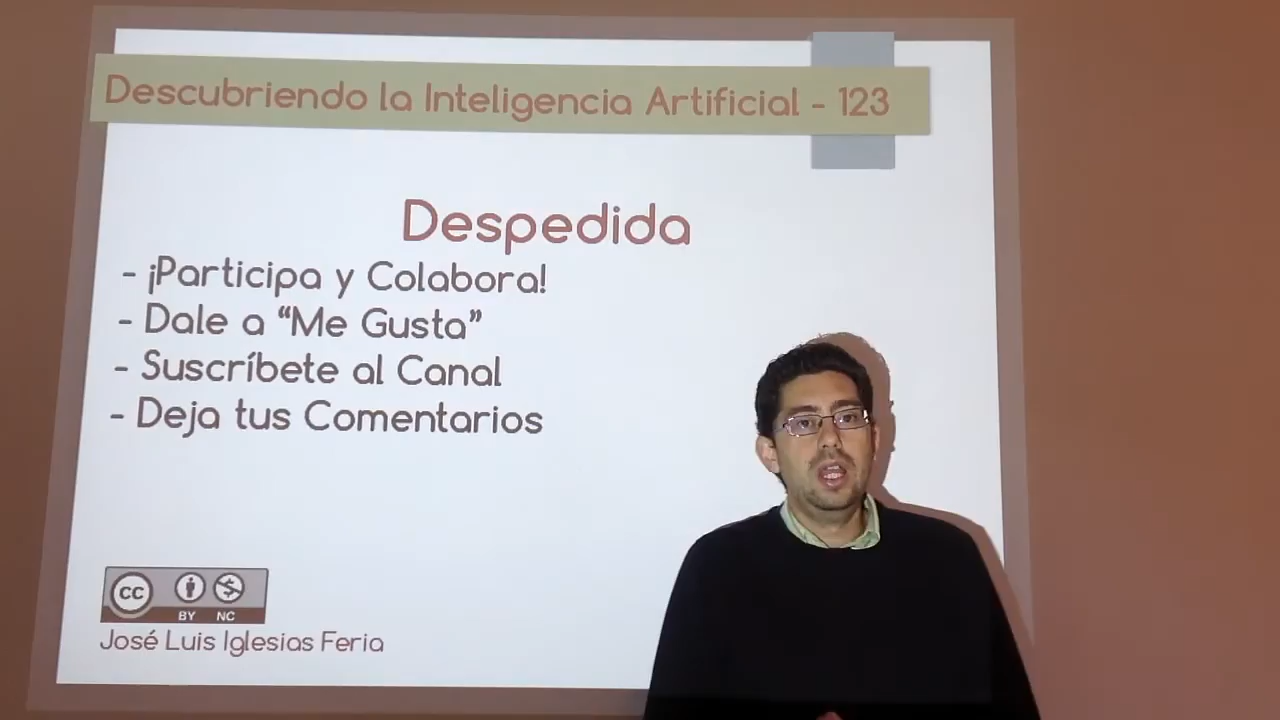 Descubriendo la Inteligencia Artificial - 123
Despedida
- ¡Participa y Colabora!
- Dale a “Me Gusta”
- Suscríbete al Canal
- Deja tus Comentarios
CC BY NC
José Luis Iglesias Feria